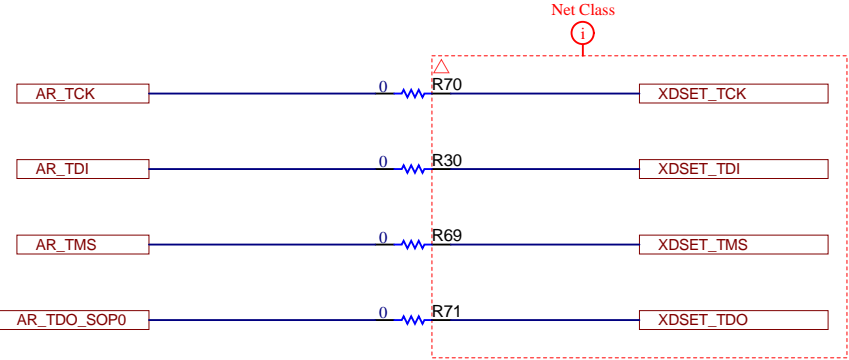 Net Class
i
AR_TCK 0 R70 XDSET_TCK
AR_TDI 0 R30 XDSET_TDI
AR_TMS 0 R69 XDSET_TMS
AR_TDO_SOP0 0 R71 XDSET_TDO